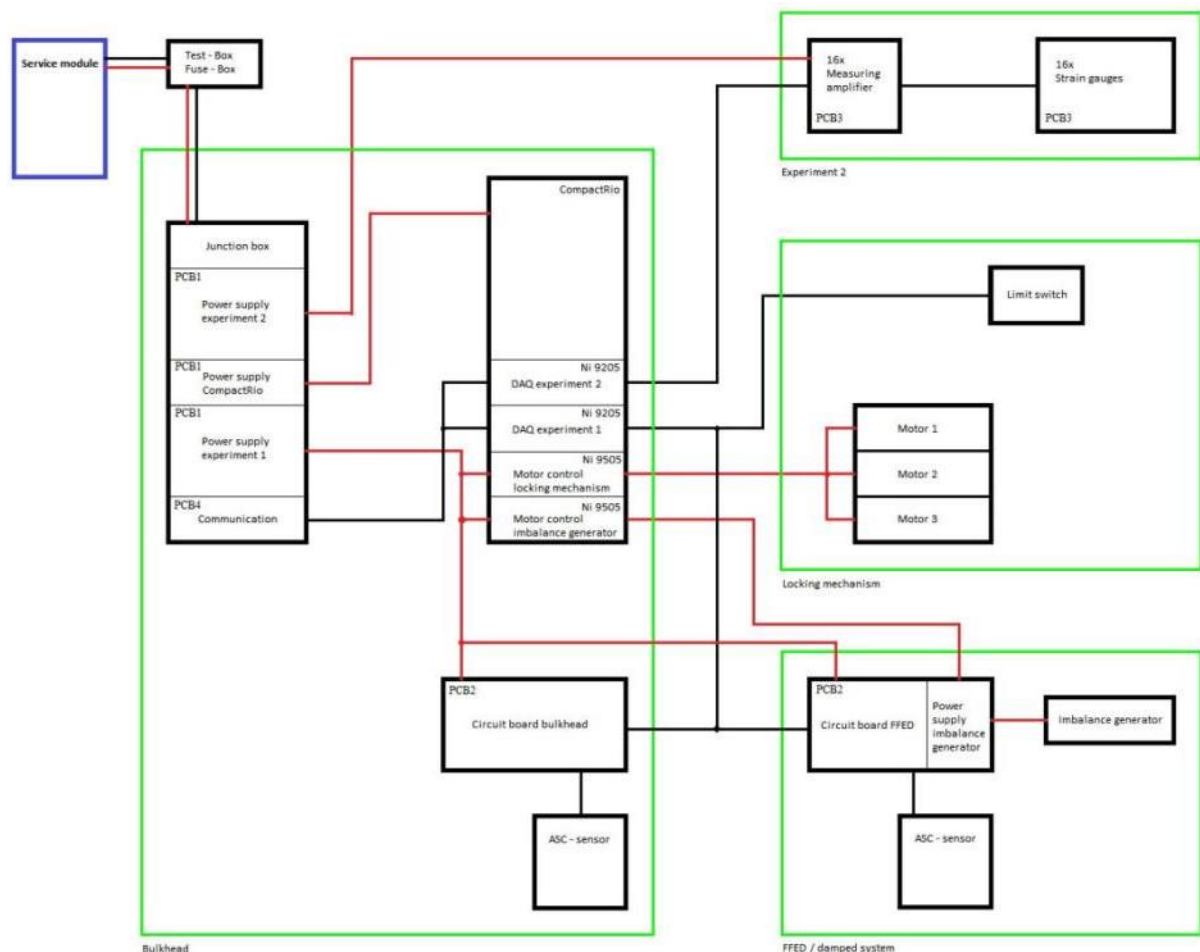 Service module
Test - Box
Fuse - Box
16x
Measuring
amplifier
PCB3
16x
Strain gauges
PCB3
Experiment 2
CompactRio
Junction box
PCB1
Power supply
experiment 2
PCB1
Power supply
CompactRio
PCB1
Power supply
experiment 1
PCB4
Communication
Ni 9205
DAQ experiment 2
Ni 9205
DAQ experiment 1
Ni 9505
Motor control
locking mechanism
Ni 9505
Motor control
imbalance generator
Limit switch
Motor 1
Motor 2
Motor 3
Locking mechanism
PCB2
Circuit board bulkhead
ASC - sensor
Bulkhead
PCB2
Circuit board FFED
Power
supply
imbalance
generator
Imbalance generator
ASC - sensor
FFED / damped system